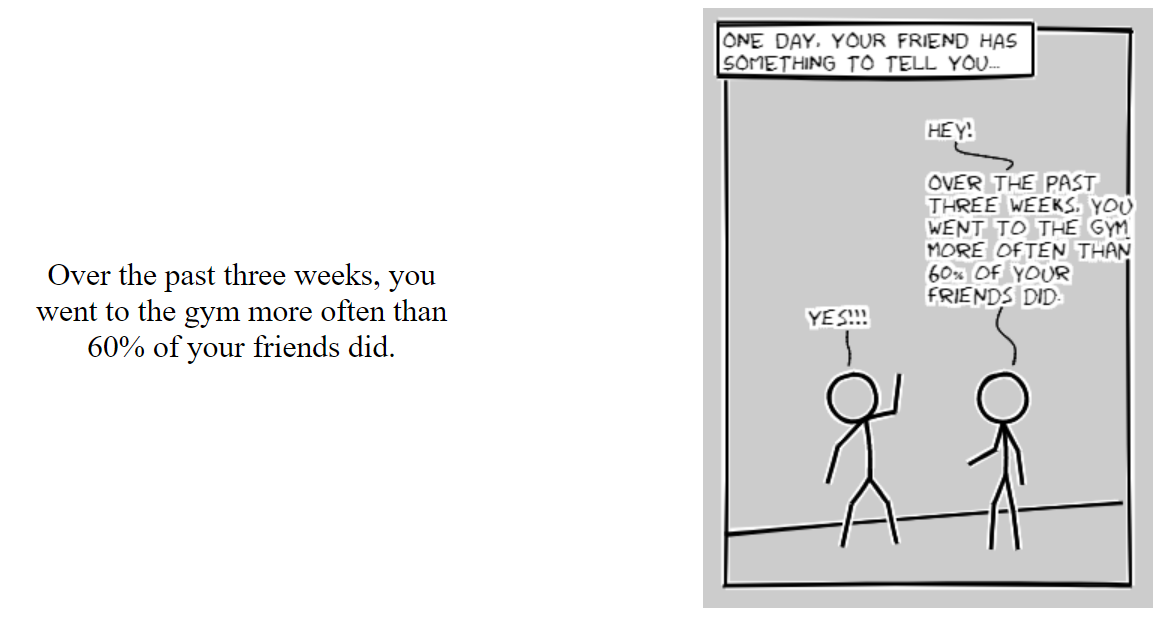 Over the past three weeks, you
went to the gym more often than
60% of your friends did.
ONE DAY, YOUR FRIEND HAS
SOMETHING TO TELL YOU...
HEY!
OVER THE PAST
THREE WEEKS, YOU
WENT TO THE GYM
MORE OFTEN THAN
60% OF YOUR
FRIENDS DID.
YES!!!